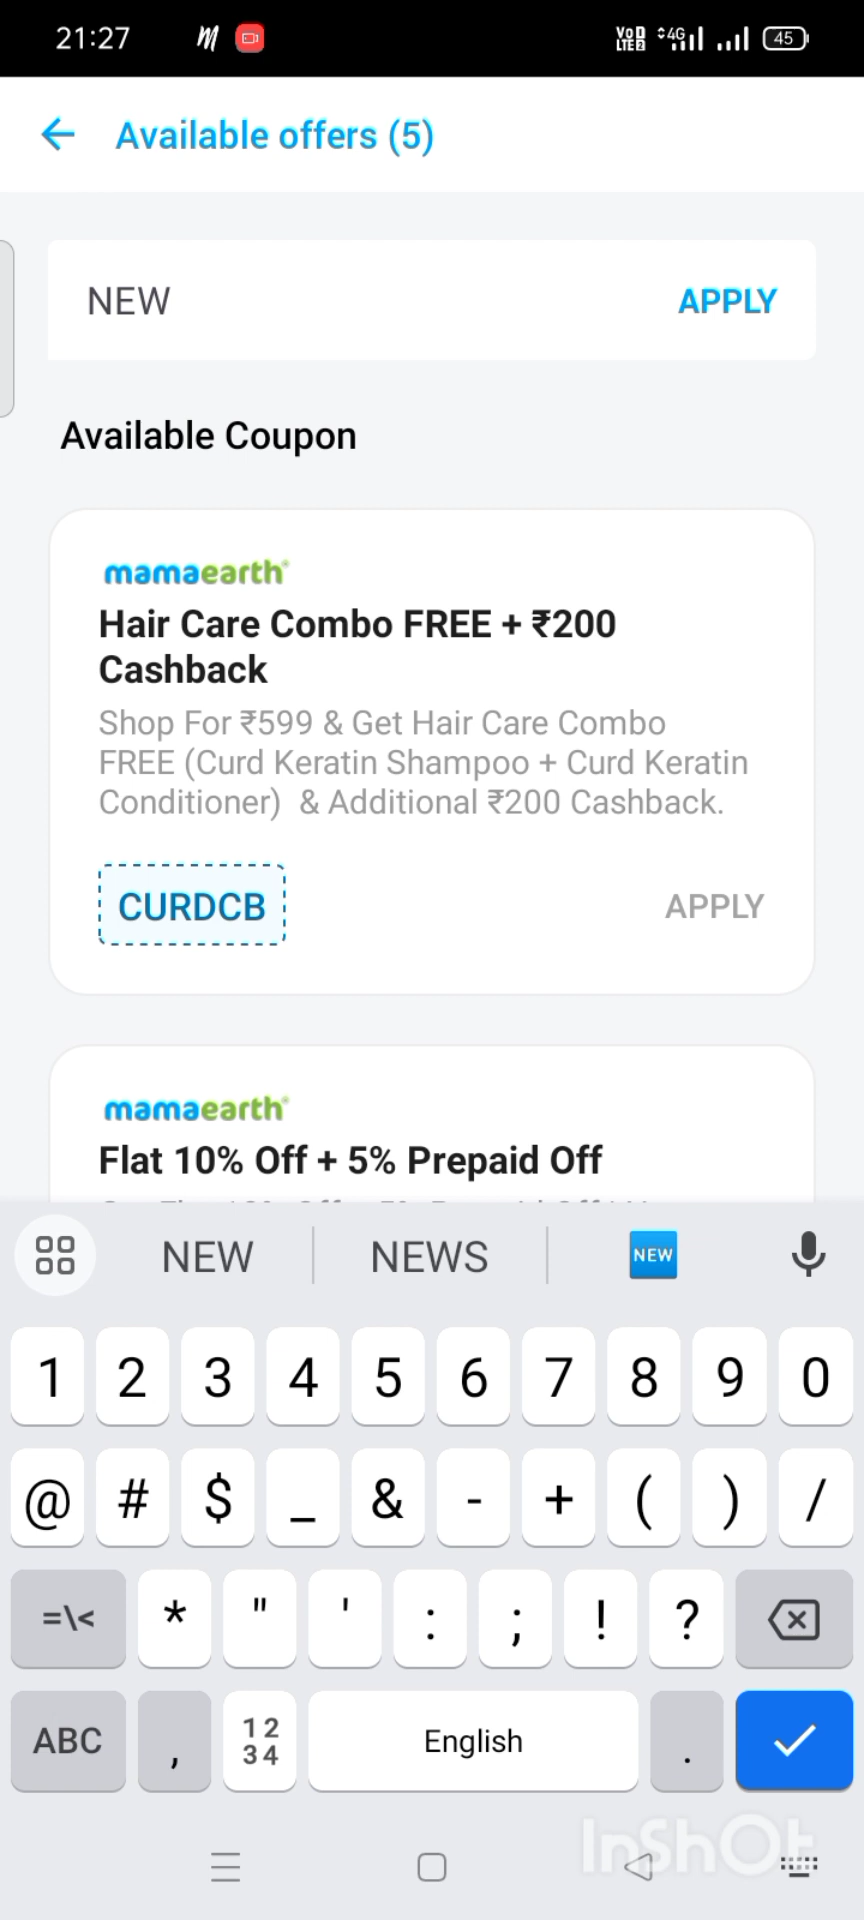 21:27
VoD LTE2 4G 45
Available offers (5)
NEW APPLY
Available Coupon
mamaearth
Hair Care Combo FREE + ₹200
Cashback
Shop For ₹599 & Get Hair Care Combo
FREE (Curd Keratin Shampoo + Curd Keratin
Conditioner)  & Additional ₹200 Cashback.
CURDCB APPLY
mamaearth
Flat 10% Off + 5% Prepaid Off
NEW NEWS NEW
1 2 3 4 5 6 7 8 9 0
@ # $ _ & - + ( ) /
=\< * " ' : ; ! ?
ABC , 12 34 English .
InShOt